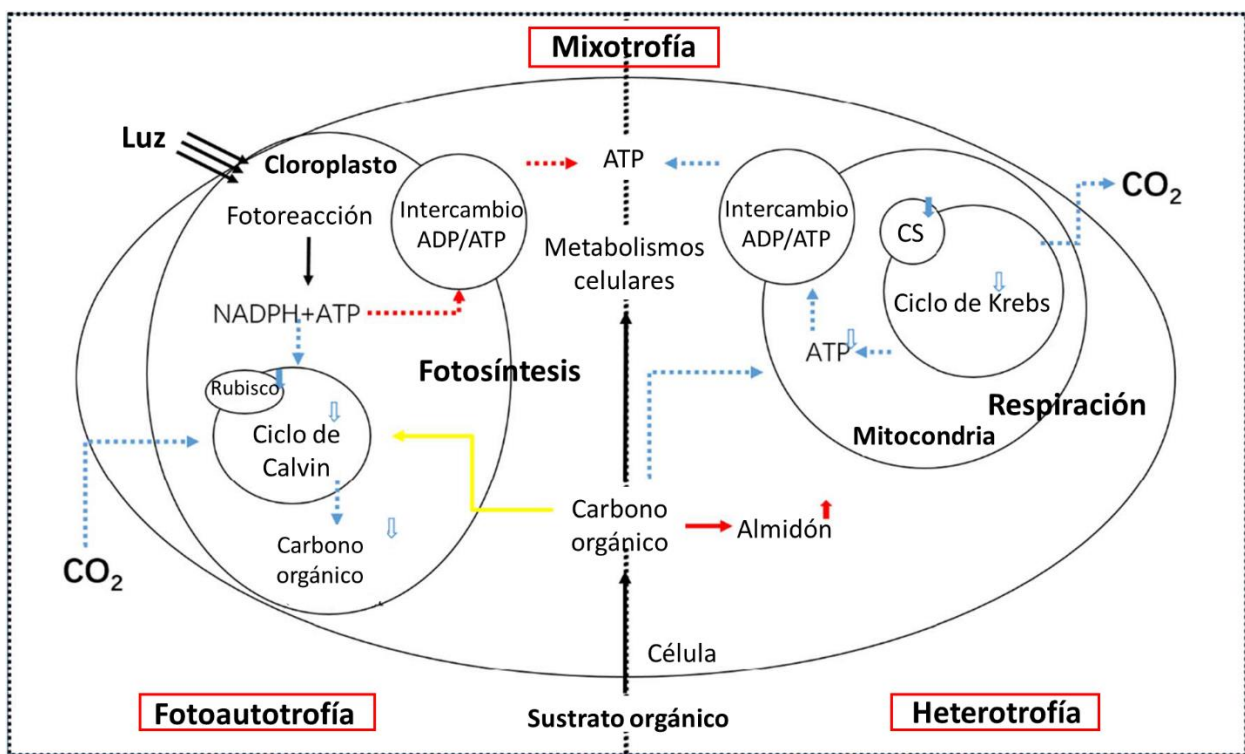 Mixotrofía
Luz
Cloroplasto
Fotoreacción
NADPH+ATP
Intercambio
ADP/ATP
Fotosíntesis
Rubisco
Ciclo de
Calvin
Carbono
orgánico
CO₂
ATP
Metabolismos
celulares
Carbono
orgánico
Almidón
Célula
Sustrato orgánico
Intercambio
ADP/ATP
CS
Ciclo de Krebs
ATP
Respiración
Mitocondria
CO₂
Fotoautotrofía
Heterotrofía